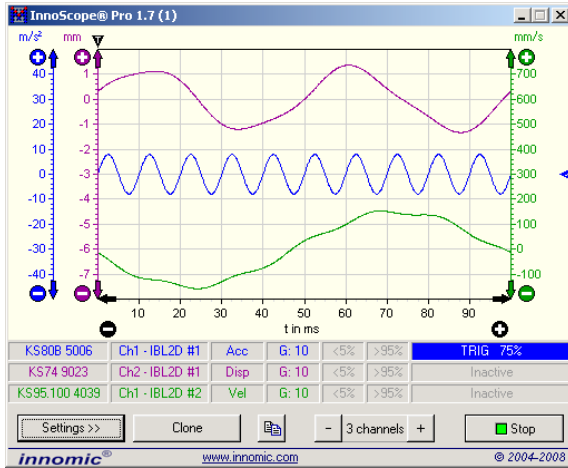 InnoScope® Pro 1.7 (1)
m/s² mm mm/s
T
40 1 700
30 0 600
20 -1 500
10 -2 400
0 -3 300
-10 -4 200
-20 -5 100
-30 -6 0
-40 -7 -100
10 20 30 40 50 60 70 80 90
t in ms
KS80B 5006 Ch1 - IBL2D #1 Acc G: 10 <5% >95% TRIG 75%
KS74 9023 Ch2 - IBL2D #1 Disp G: 10 <5% >95% Inactive
KS95.100 4039 Ch1 - IBL2D #2 Vel G: 10 <5% >95% Inactive
Settings >> Clone - 3 channels + Stop
innomic® www.innomic.com © 2004-2008